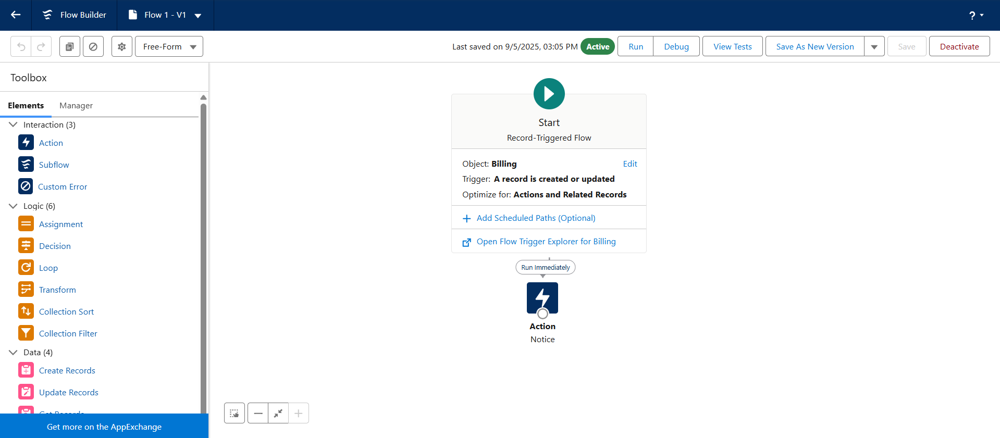 Flow Builder
Flow 1 - V1
?
Free-Form
Last saved on 9/5/2025, 03:05 PM
Active
Run
Debug
View Tests
Save As New Version
Save
Deactivate
Toolbox
Elements
Manager
Interaction (3)
Action
Subflow
Custom Error
Logic (6)
Assignment
Decision
Loop
Transform
Collection Sort
Collection Filter
Data (4)
Create Records
Update Records
Get Records
Get more on the AppExchange
Start
Record-Triggered Flow
Object: Billing
Edit
Trigger: A record is created or updated
Optimize for: Actions and Related Records
Add Scheduled Paths (Optional)
Open Flow Trigger Explorer for Billing
Run Immediately
Action
Notice